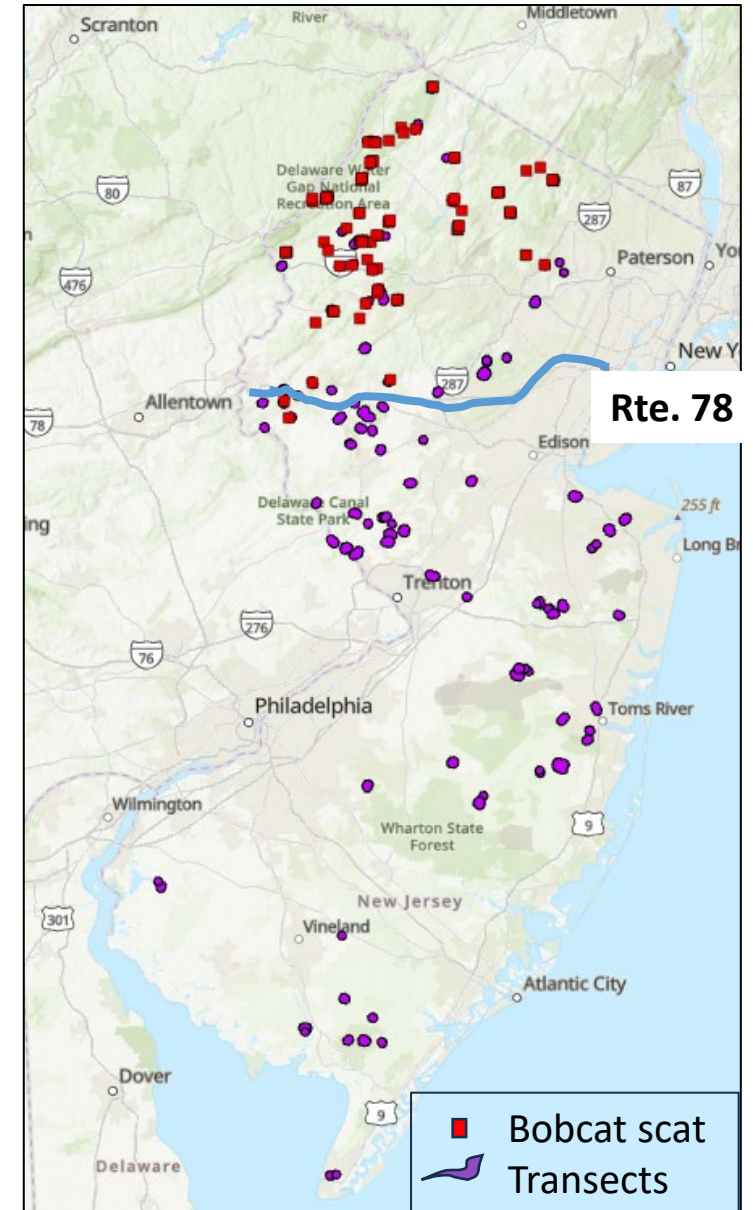 Scranton
River
Middletown
Delaware Water
Gap National
Recreation Area
80
87
287
Paterson
476
New Y
287
Allentown
Rte. 78
78
Edison
Delaware Canal
State Park
255 ft
ing
Long Br
Trenton
276
76
Philadelphia
Toms River
Wilmington
Wharton State
Forest
9
New Jersey
301
Vineland
Atlantic City
Dover
9
Bobcat scat
Delaware
Transects